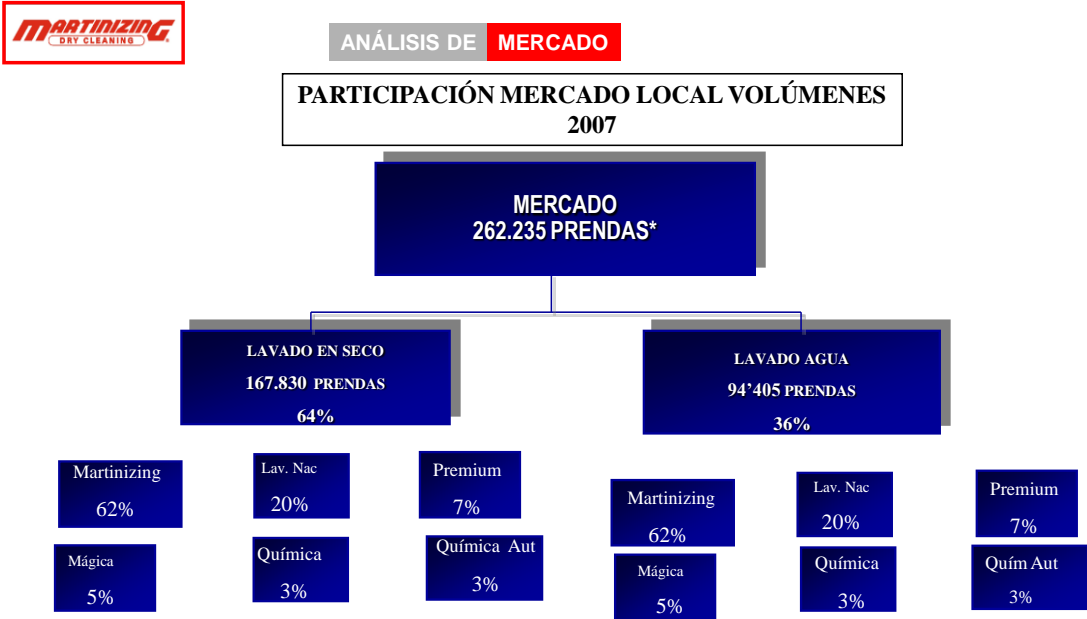 MARTINIZING
DRY CLEANING
ANÁLISIS DE MERCADO
PARTICIPACIÓN MERCADO LOCAL VOLÚMENES
2007
MERCADO
262.235 PRENDAS*
LAVADO EN SECO
167.830 PRENDAS
64%
LAVADO AGUA
94’405 PRENDAS
36%
Martinizing
62%
Lav. Nac
20%
Premium
7%
Mágica
5%
Química
3%
Química Aut
3%
Martinizing
62%
Lav. Nac
20%
Premium
7%
Mágica
5%
Química
3%
Quím Aut
3%